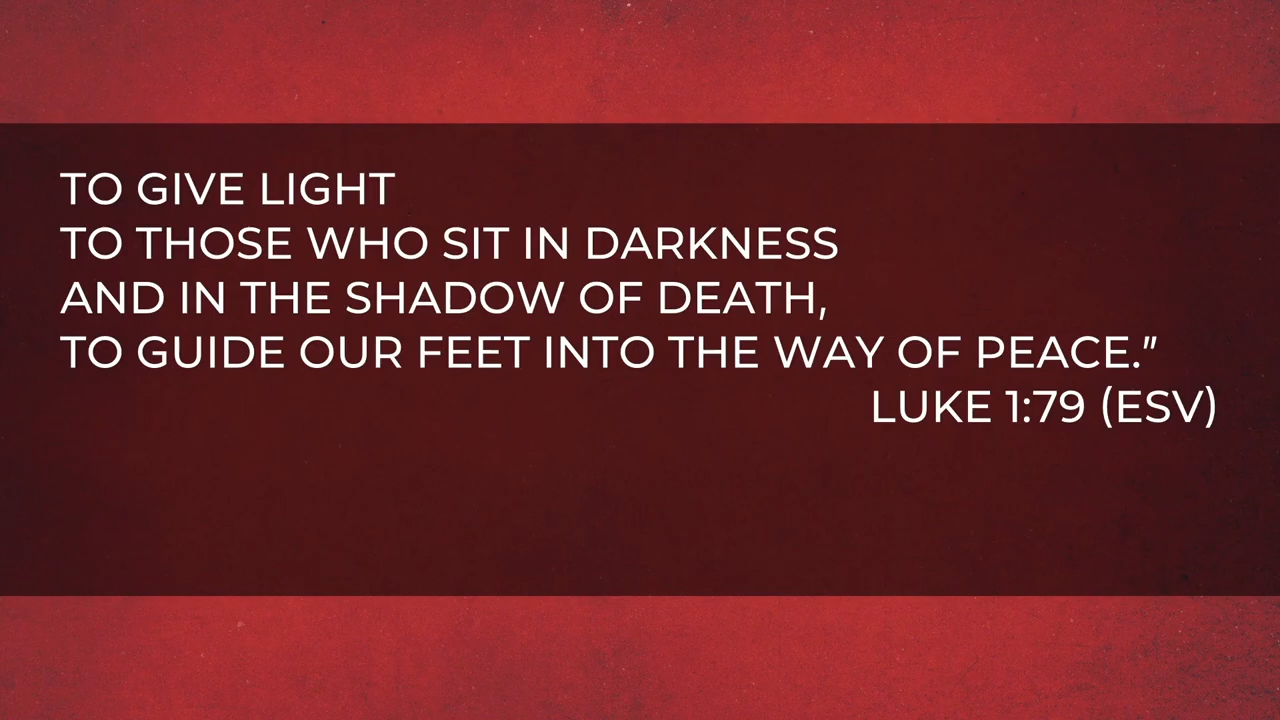 TO GIVE LIGHT
TO THOSE WHO SIT IN DARKNESS
AND IN THE SHADOW OF DEATH,
TO GUIDE OUR FEET INTO THE WAY OF PEACE.”
LUKE 1:79 (ESV)